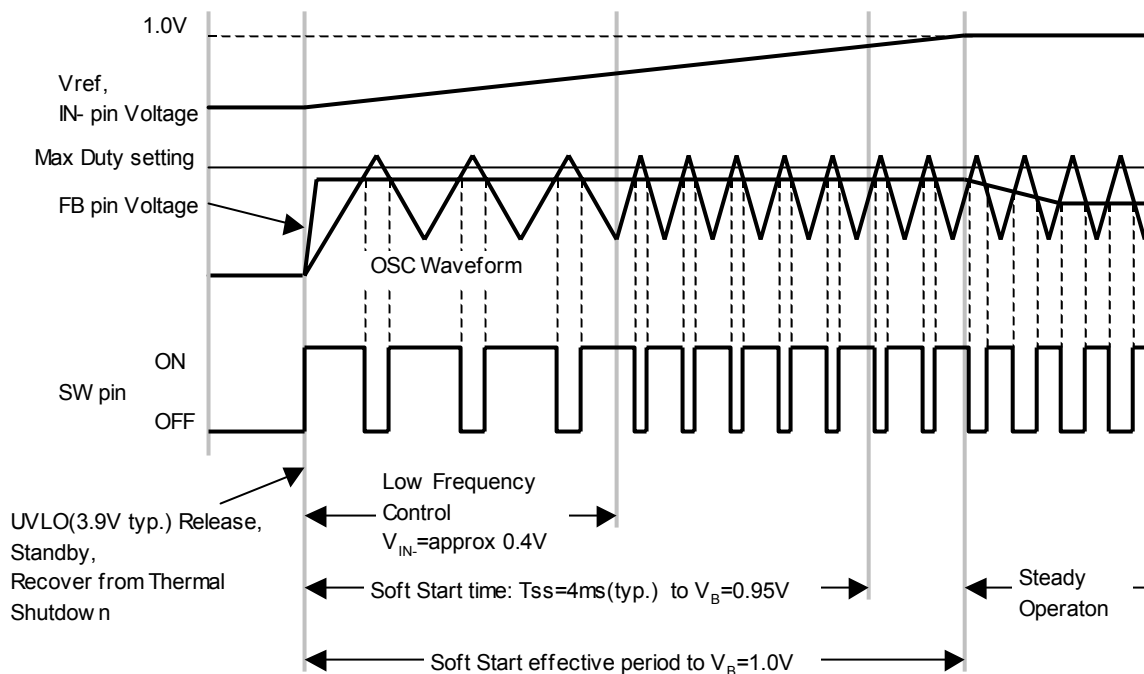 1.0V
Vref,
IN- pin Voltage
Max Duty setting
FB pin Voltage
OSC Waveform
ON
SW pin
OFF
UVLO(3.9V typ.) Release,
Standby,
Recover from Thermal
Shutdown
Low Frequency
Control
V_IN-=approx 0.4V
Soft Start time: Tss=4ms(typ.) to V_B=0.95V
Steady
Operaton
Soft Start effective period to V_B=1.0V